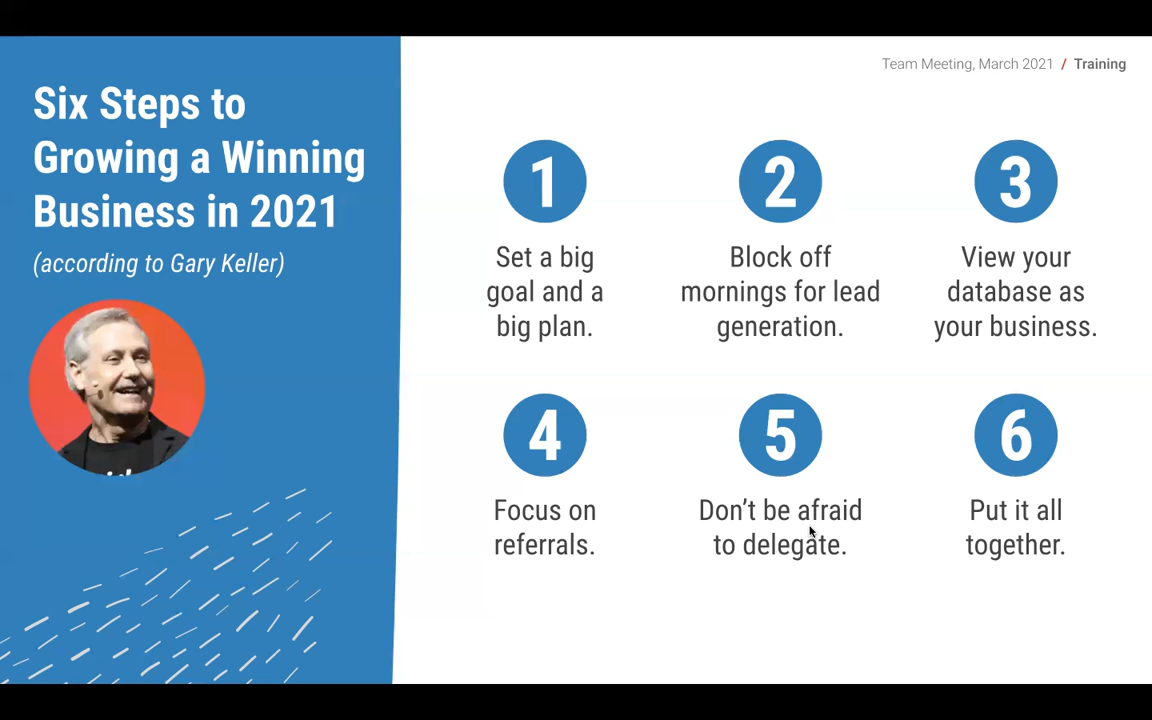 Team Meeting, March 2021 / Training
Six Steps to
Growing a Winning
Business in 2021
(according to Gary Keller)
1
Set a big
goal and a
big plan.
2
Block off
mornings for lead
generation.
3
View your
database as
your business.
4
Focus on
referrals.
5
Don’t be afraid
to delegate.
6
Put it all
together.